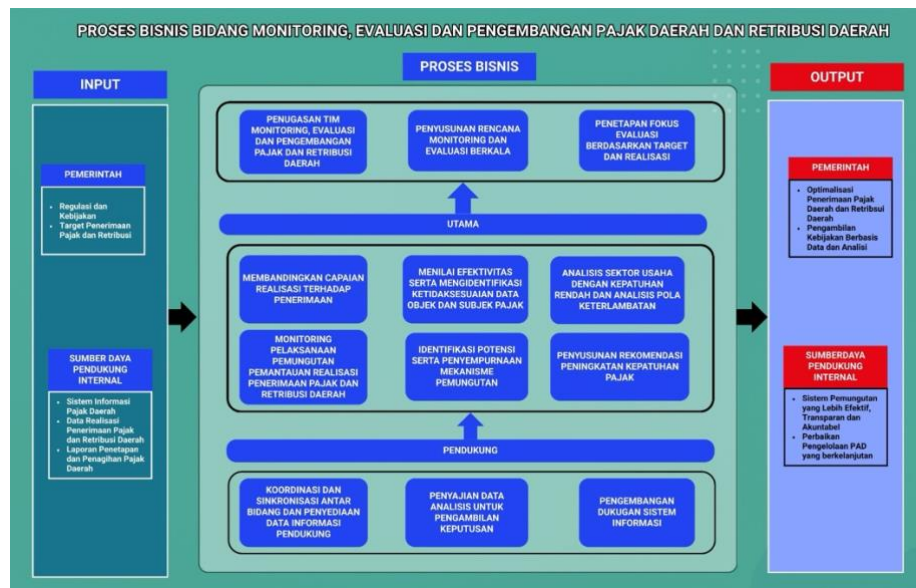 PROSES BISNIS BIDANG MONITORING, EVALUASI DAN PENGEMBANGAN PAJAK DAERAH DAN RETRIBUSI DAERAH
INPUT
PEMERINTAH
• Regulasi dan
Kebijakan
• Target Penerimaan
Pajak dan Retribusi
SUMBER DAYA
PENDUKUNG
INTERNAL
• Sistem Informasi
Pajak Daerah
• Data Realisasi
Penerimaan Pajak
dan Retribusi Daerah
• Laporan Penetapan
dan Penagihan Pajak
Daerah
PROSES BISNIS
PENUGASAN TIM
MONITORING, EVALUASI
DAN PENGEMBANGAN
PAJAK DAN RETRIBUSI
DAERAH
PENYUSUNAN RENCANA
MONITORING DAN
EVALUASI BERKALA
PENETAPAN FOKUS
EVALUASI
BERDASARKAN TARGET
DAN REALISASI
UTAMA
MEMBANDINGKAN CAPAIAN
REALISASI TERHADAP
PENERIMAAN
MENILAI EFEKTIVITAS
SERTA MENGIDENTIFIKASI
KETIDAKSESUAIAN DATA
OBJEK DAN SUBJEK PAJAK
ANALISIS SEKTOR USAHA
DENGAN KEPATUHAN
RENDAH DAN ANALISIS POLA
KETERLAMBATAN
MONITORING
PELAKSANAAN
PEMUNGUTAN
PEMANTAUAN REALISASI
PENERIMAAN PAJAK DAN
RETRIBUSI DAERAH
IDENTIFIKASI POTENSI
SERTA PENYEMPURNAAN
MEKANISME
PEMUNGUTAN
PENYUSUNAN REKOMENDASI
PENINGKATAN KEPATUHAN
PAJAK
PENDUKUNG
KOORDINASI DAN
SINKRONISASI ANTAR
BIDANG DAN PENYEDIAAN
DATA INFORMASI
PENDUKUNG
PENYAJIAN DATA
ANALISIS UNTUK
PENGAMBILAN
KEPUTUSAN
PENGEMBANGAN
DUKUGAN SISTEM
INFORMASI
OUTPUT
PEMERINTAH
• Optimalisasi
Penerimaan Pajak
Daerah dan Retribsui
Daerah
• Pengambilan
Kebijakan Berbasis
Data dan Analisi
SUMBERDAYA
PENDUKUNG
INTERNAL
• Sistem Pemungutan
yang Lebih Efektif,
Transparan dan
Akuntabel
• Perbaikan
Pengelolaan PAD
yang berkelanjutan